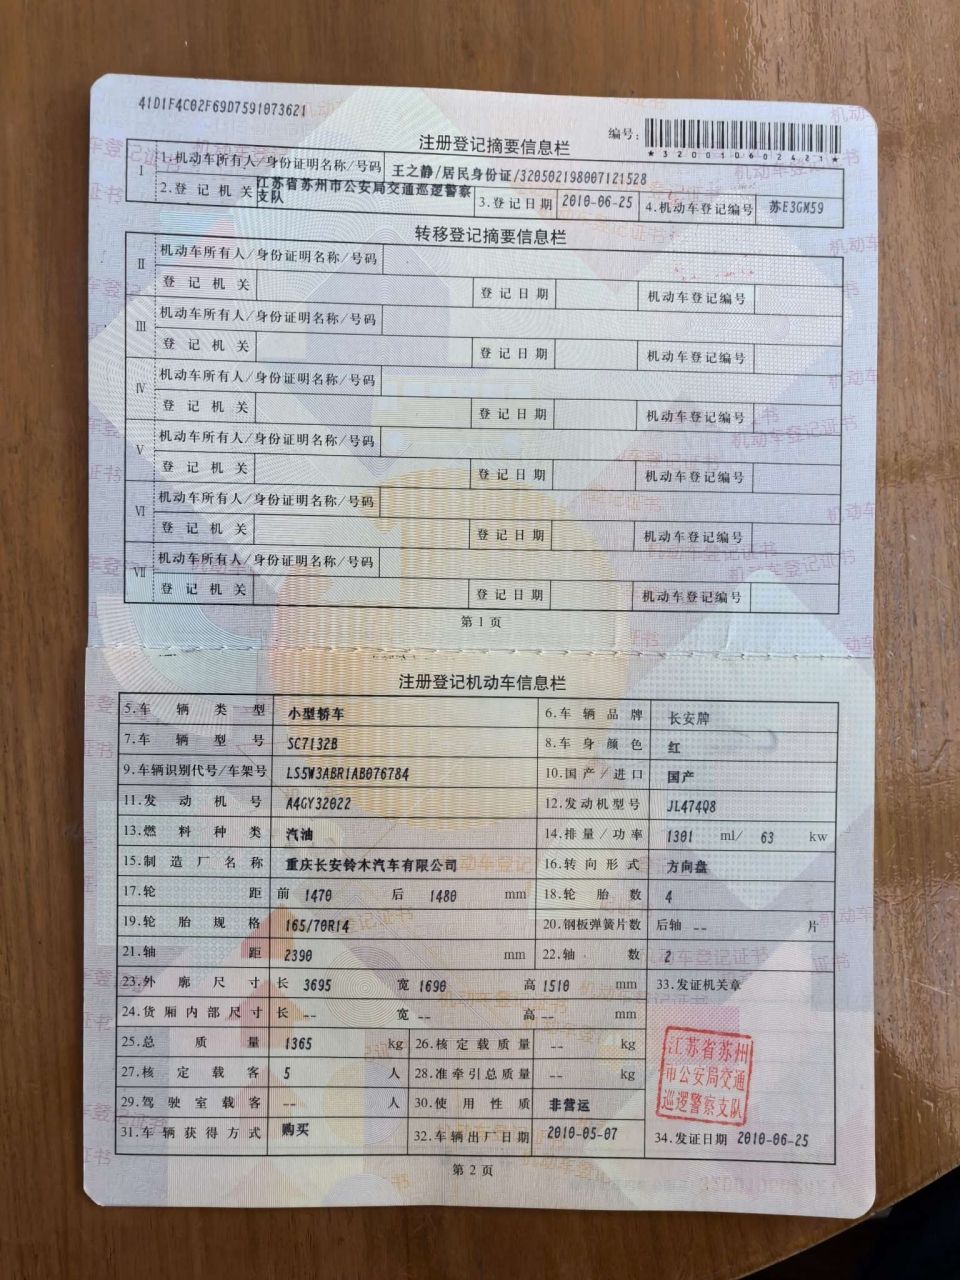 41D1F4C02F69D7591073621
编号:
*320010602421*
注册登记摘要信息栏
I 1.机动车所有人/身份证明名称/号码 王之静/居民身份证/320502198007121528
2.登记机关 江苏省苏州市公安局交通巡逻警察支队 3.登记日期 2010-06-25 4.机动车登记编号 苏E3GM59
转移登记摘要信息栏
II 机动车所有人/身份证明名称/号码
登记机关 登记日期 机动车登记编号
III 机动车所有人/身份证明名称/号码
登记机关 登记日期 机动车登记编号
IV 机动车所有人/身份证明名称/号码
登记机关 登记日期 机动车登记编号
V 机动车所有人/身份证明名称/号码
登记机关 登记日期 机动车登记编号
VI 机动车所有人/身份证明名称/号码
登记机关 登记日期 机动车登记编号
VII 机动车所有人/身份证明名称/号码
登记机关 登记日期 机动车登记编号
第1页
注册登记机动车信息栏
5.车辆类型 小型轿车 6.车辆品牌 长安牌
7.车辆型号 SC7132B 8.车身颜色 红
9.车辆识别代号/车架号 LS5W3ABR1AB076784 10.国产/进口 国产
11.发动机号 A4GY32022 12.发动机型号 JL474Q8
13.燃料种类 汽油 14.排量/功率 1301 ml/ 63 kw
15.制造厂名称 重庆长安铃木汽车有限公司 16.转向形式 方向盘
17.轮距 前 1470 后 1480 mm 18.轮胎数 4
19.轮胎规格 165/70R14 20.钢板弹簧片数 后轴 -- 片
21.轴距 2390 mm 22.轴数 2
23.外廓尺寸 长 3695 宽 1690 高 1510 mm 33.发证机关章
24.货厢内部尺寸 长 -- 宽 -- 高 -- mm
25.总质量 1365 kg 26.核定载质量 -- kg
27.核定载客 5 人 28.准牵引总质量 -- kg
29.驾驶室载客 -- 人 30.使用性质 非营运
江苏省苏州
市公安局交通
巡逻警察支队
31.车辆获得方式 购买 32.车辆出厂日期 2010-05-07 34.发证日期 2010-06-25
第2页